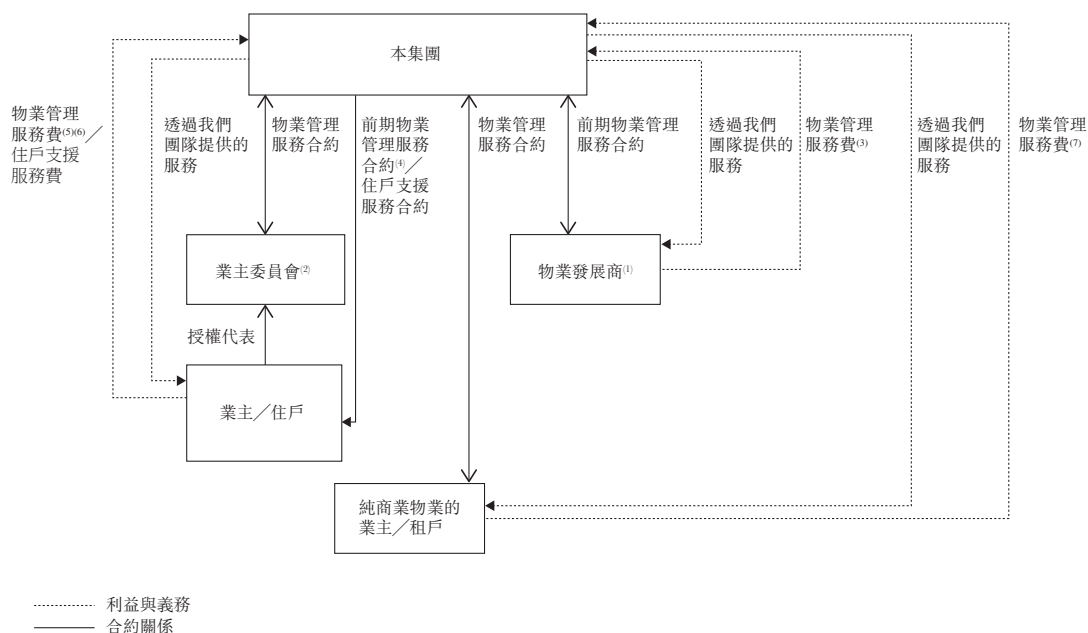 本集團
物業管理
服務費(5)(6)／
住戶支援
服務費
透過我們
團隊提供的
服務
物業管理
服務合約
前期物業
管理服務
合約(4)／
住戶支援
服務合約
物業管理
服務合約
前期物業管理
服務合約
透過我們
團隊提供的
服務
物業管理
服務費(3)
透過我們
團隊提供的
服務
物業管理
服務費(7)
業主委員會(2)
物業發展商(1)
授權代表
業主／住戶
純商業物業的
業主／租戶
利益與義務
合約關係